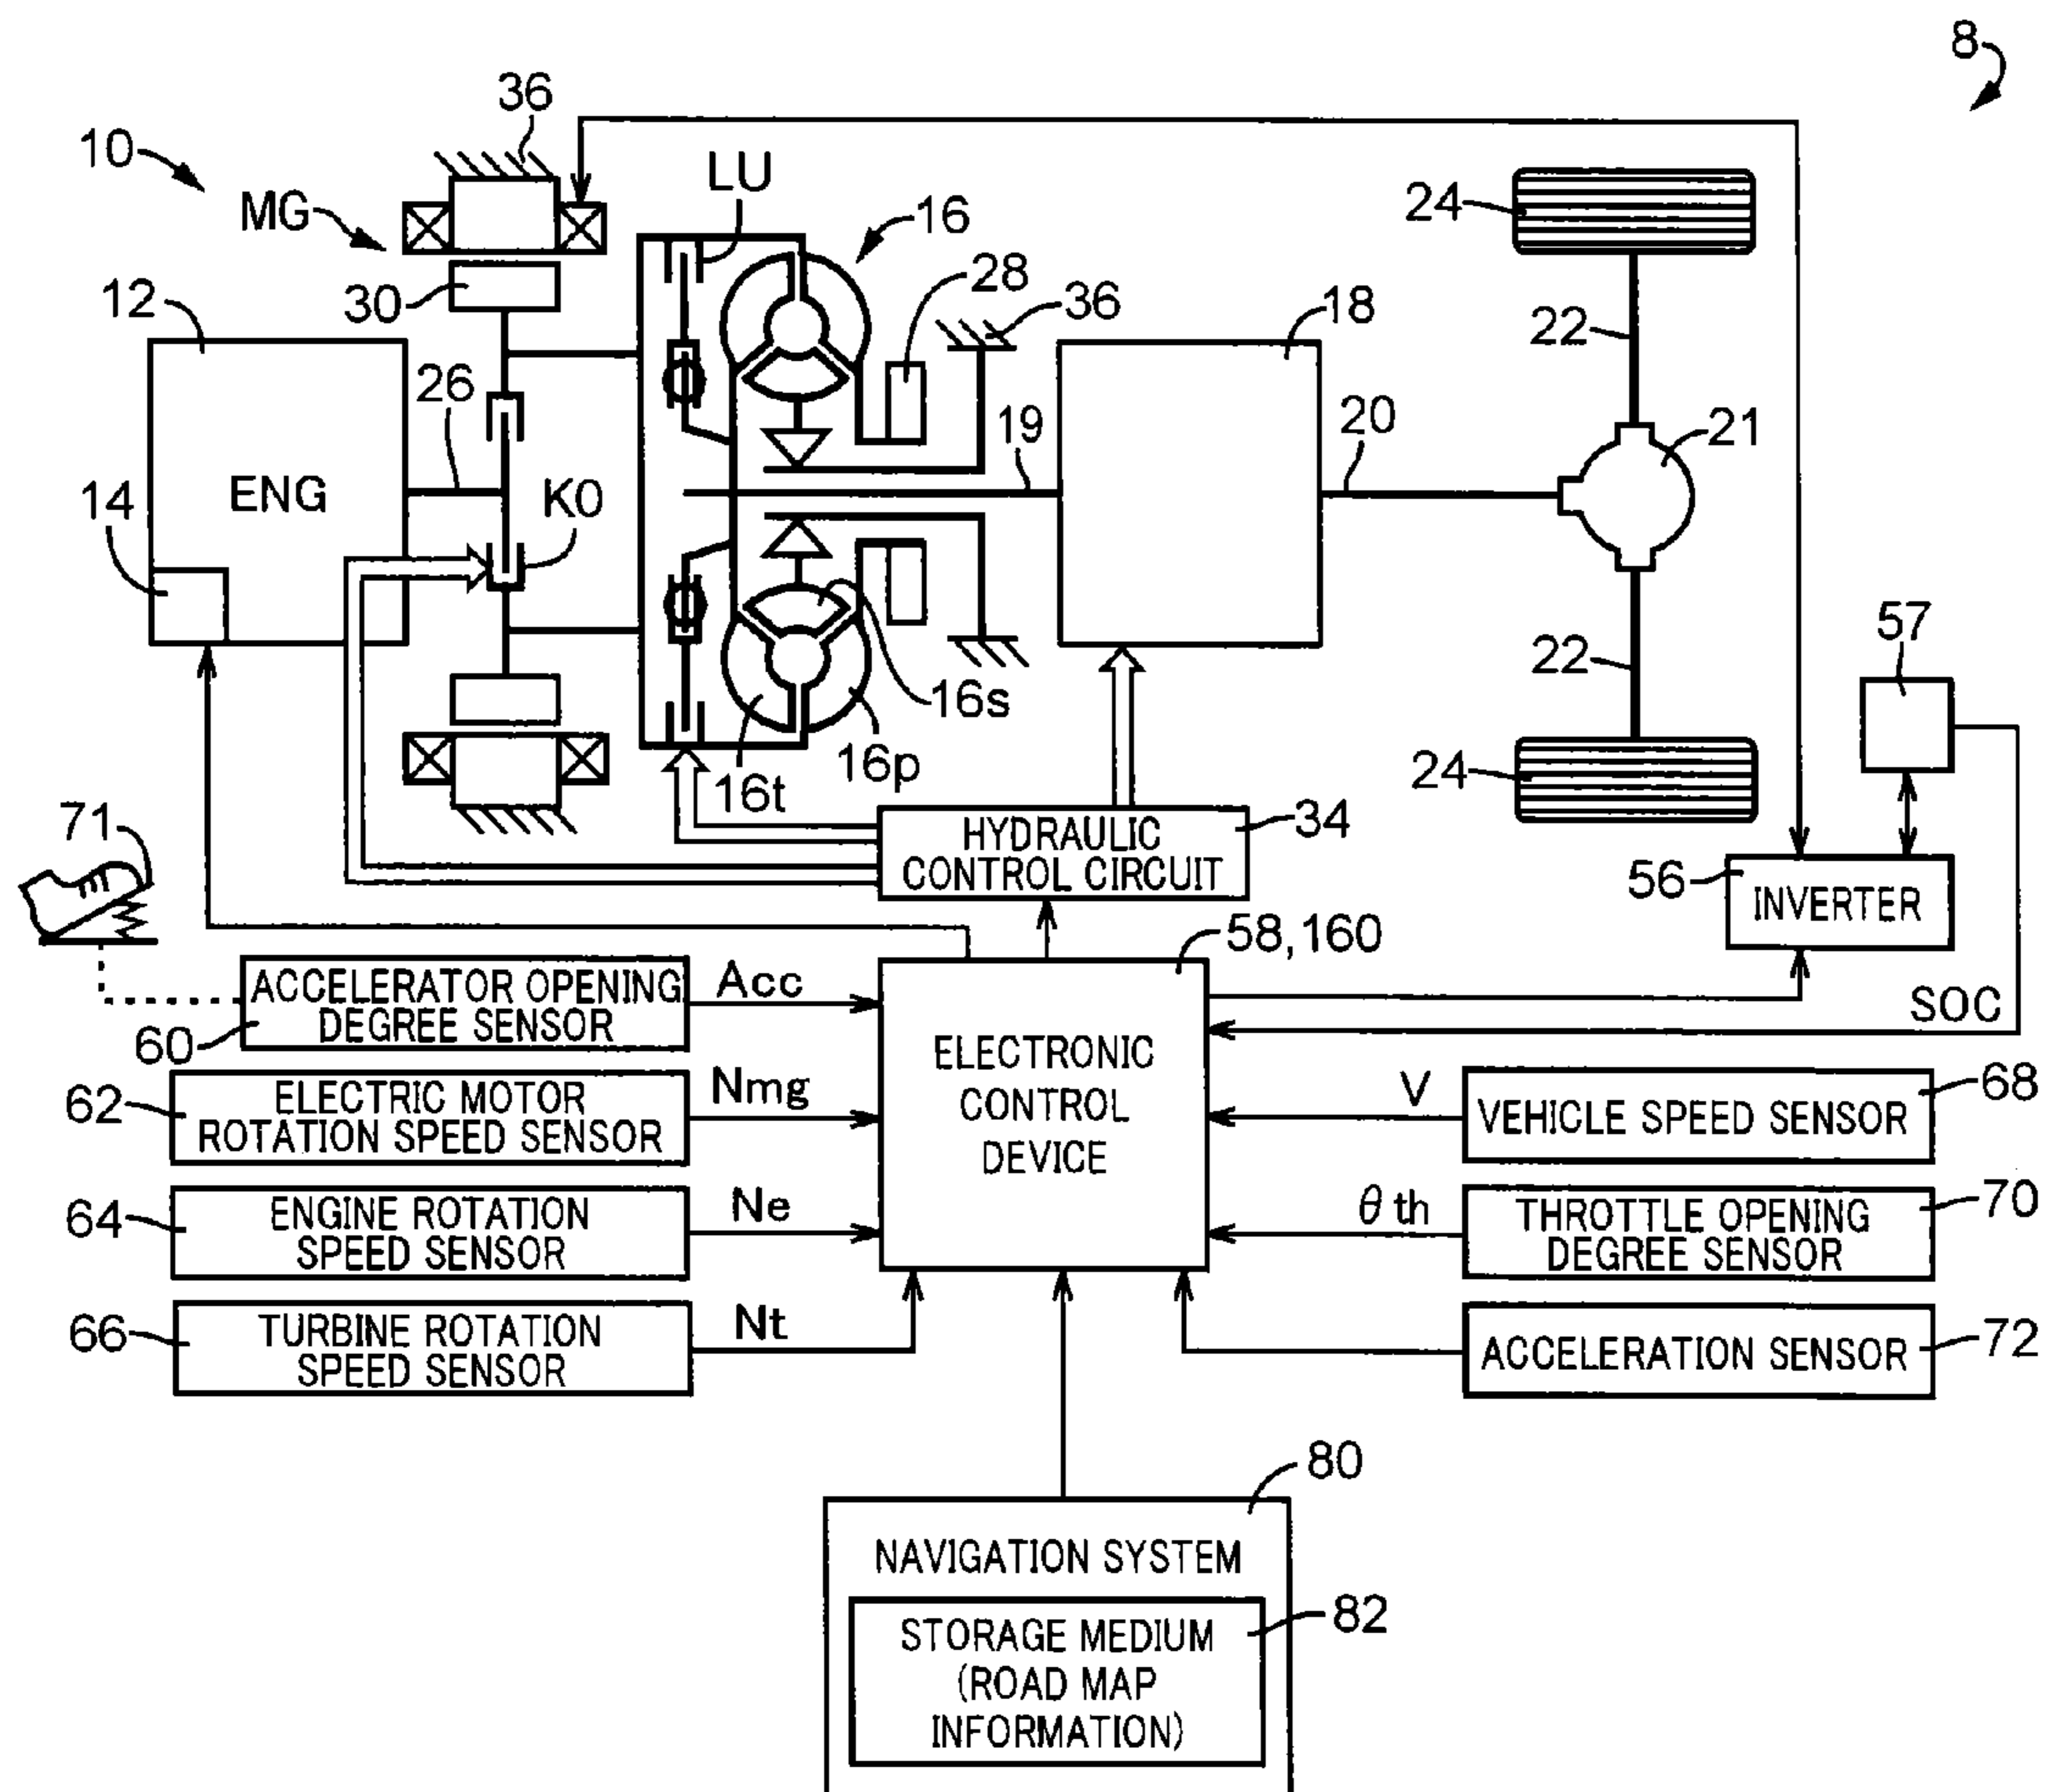 8
36
10
LU
MG
16
24
28
12
30
36
18
22
26
19
20
21
14
ENG
K0
57
22
16s
16p
16t
24
71
34
HYDRAULIC
CONTROL CIRCUIT
56
INVERTER
58,160
ACCELERATOR OPENING
DEGREE SENSOR
60
Acc
SOC
ELECTRONIC
CONTROL
DEVICE
62
ELECTRIC MOTOR
ROTATION SPEED SENSOR
Nmg
V
VEHICLE SPEED SENSOR
68
64
ENGINE ROTATION
SPEED SENSOR
Ne
θth
THROTTLE OPENING
DEGREE SENSOR
70
66
TURBINE ROTATION
SPEED SENSOR
Nt
ACCELERATION SENSOR
72
80
NAVIGATION SYSTEM
82
STORAGE MEDIUM
(ROAD MAP
INFORMATION)